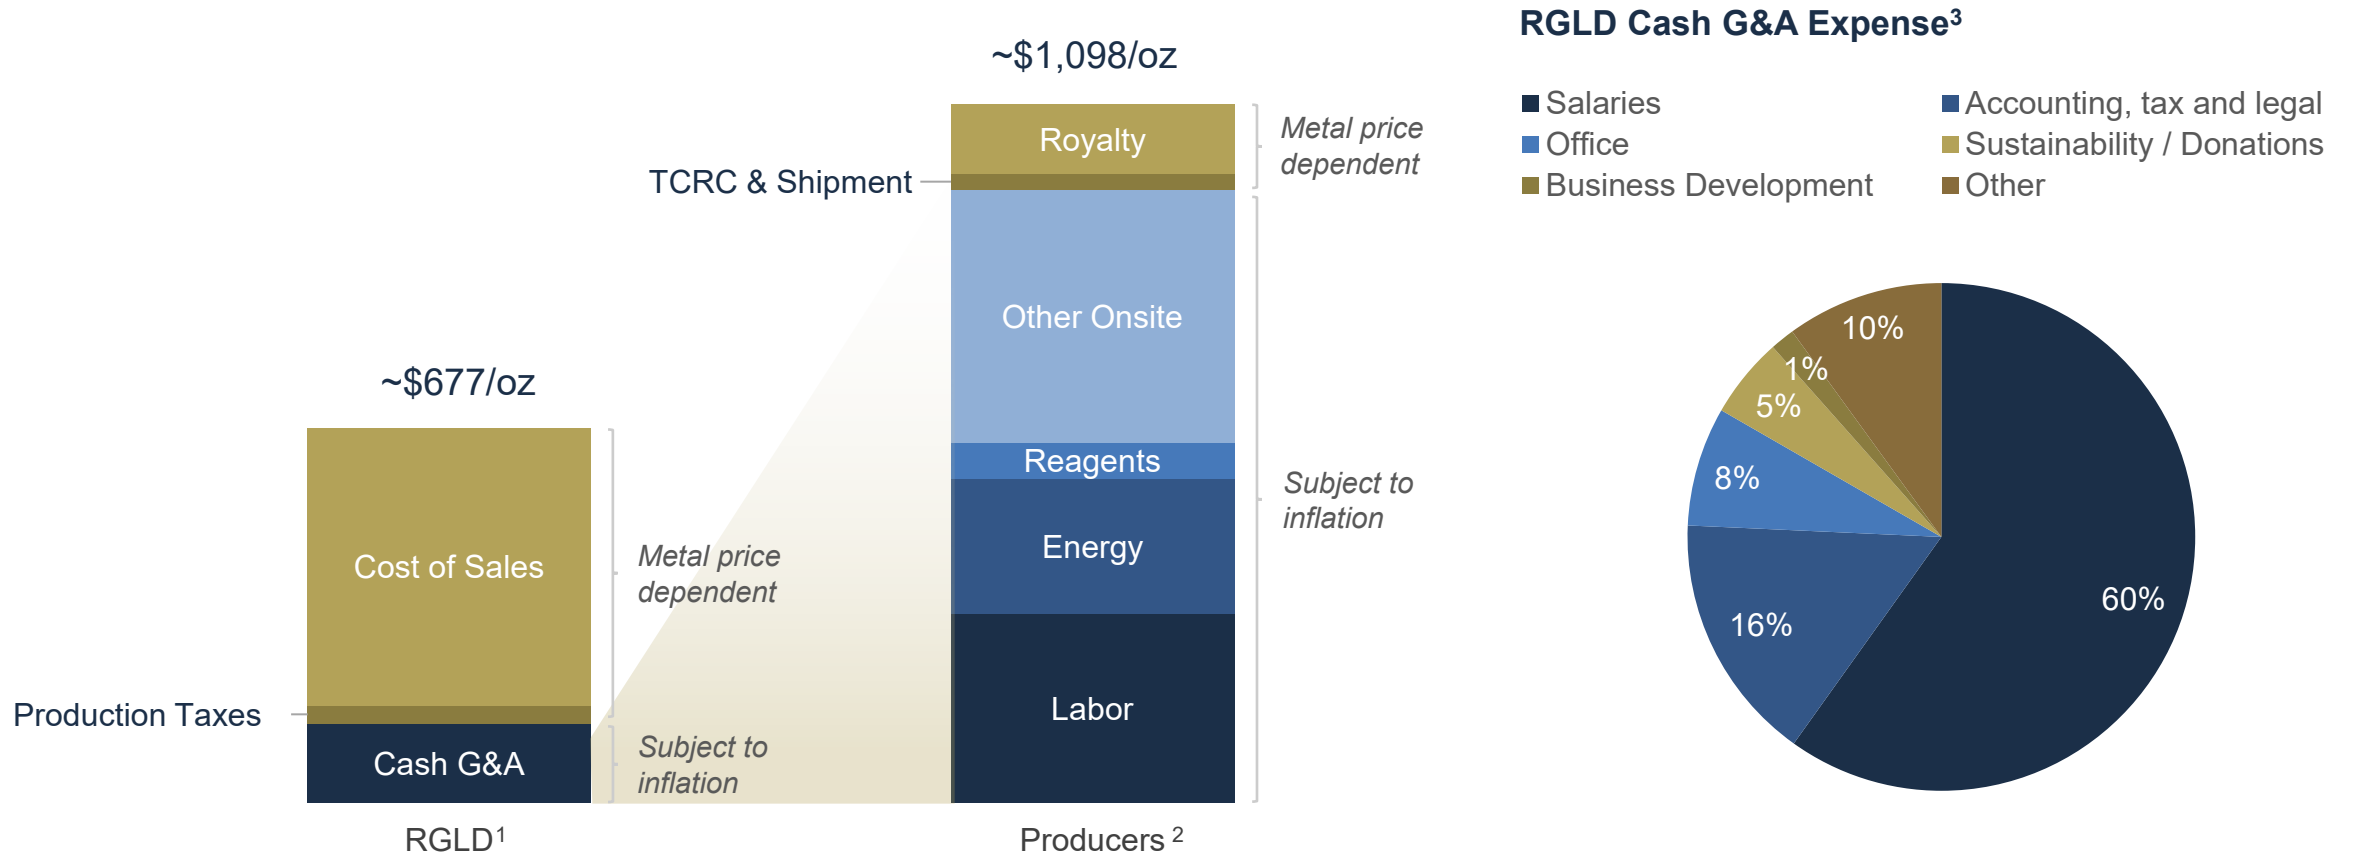 ~$677/oz
Cost of Sales
Production Taxes
Cash G&A
Metal price
dependent
Subject to
inflation
RGLD¹
~$1,098/oz
Royalty
TCRC & Shipment
Other Onsite
Reagents
Energy
Labor
Metal price
dependent
Subject to
inflation
Producers ²
RGLD Cash G&A Expense³
Salaries
Accounting, tax and legal
Office
Sustainability / Donations
Business Development
Other
10%
1%
5%
8%
16%
60%